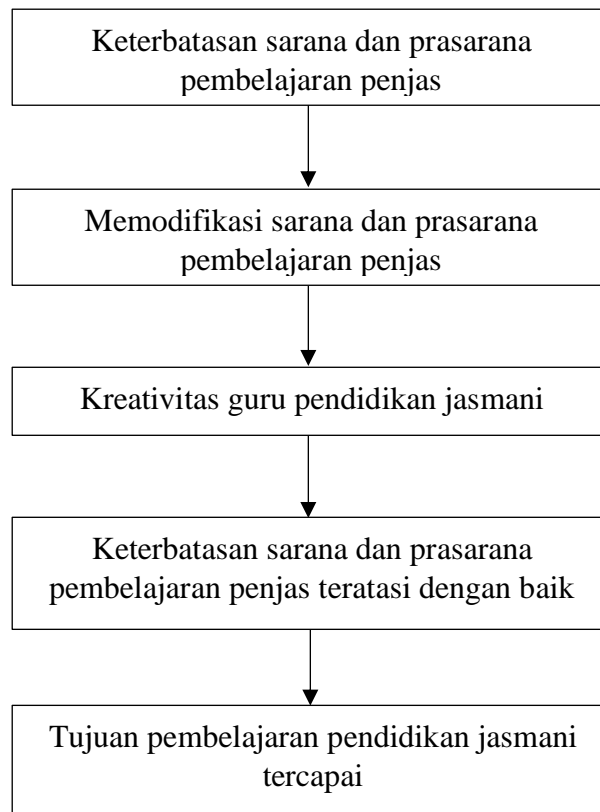 Keterbatasan sarana dan prasarana
pembelajaran penjas
Memodifikasi sarana dan prasarana
pembelajaran penjas
Kreativitas guru pendidikan jasmani
Keterbatasan sarana dan prasarana
pembelajaran penjas teratasi dengan baik
Tujuan pembelajaran pendidikan jasmani
tercapai